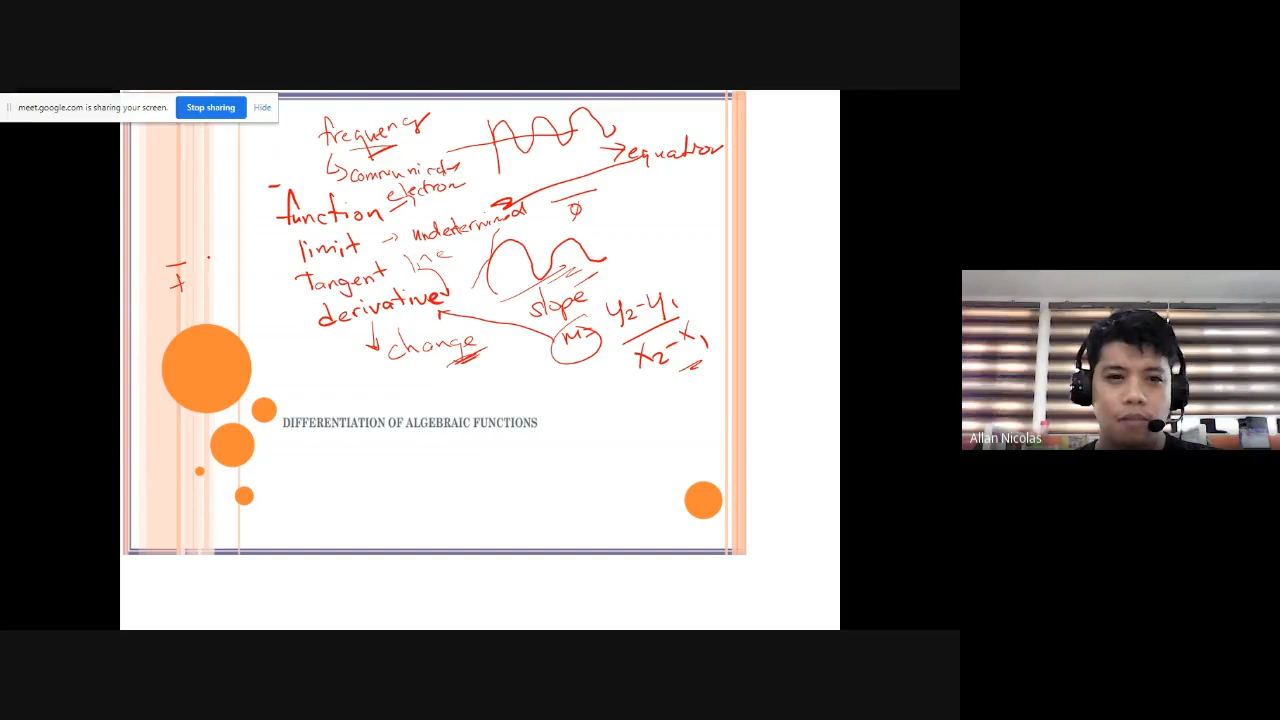 meet.google.com is sharing your screen.
Stop sharing
Hide
frequency
equation
electron
function
limit → undetermined
Tangent line
derivative
slope
change
m=
y₂-y₁
x₂-x₁
DIFFERENTIATION OF ALGEBRAIC FUNCTIONS
Allan Nicolas